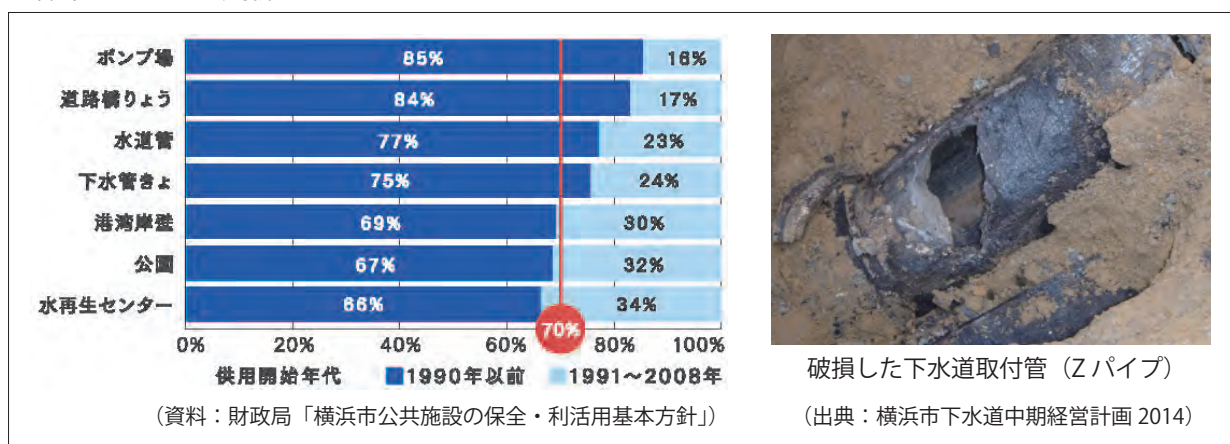 ポンプ場 85% 16%
道路橋りょう 84% 17%
水道管 77% 23%
下水管きょ 75% 24%
港湾岸壁 69% 30%
公園 67% 32%
水再生センター 66% 34%
70%
0% 20% 40% 60% 80% 100%
供用開始年代 ■1990年以前 ■1991～2008年
（資料：財政局「横浜市公共施設の保全・利活用基本方針」）
破損した下水道取付管（Z パイプ）
（出典：横浜市下水道中期経営計画 2014）